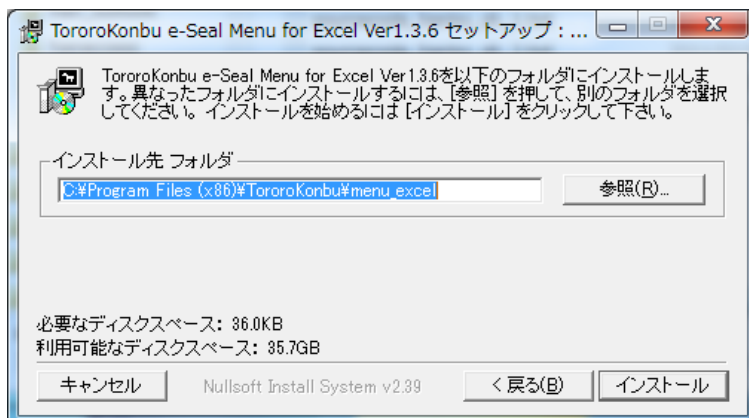 TororoKonbu e-Seal Menu for Excel Ver1.3.6 セットアップ：...
TororoKonbu e-Seal Menu for Excel Ver1.3.6を以下のフォルダにインストールしま
す。異なったフォルダにインストールするには、[参照] を押して、別のフォルダを選択
してください。インストールを始めるには [インストール] をクリックして下さい。
インストール先 フォルダ
C:¥Program Files (x86)¥TororoKonbu¥menu_excel
参照(R)...
必要なディスクスペース: 36.0KB
利用可能なディスクスペース: 35.7GB
キャンセル
Nullsoft Install System v2.39
< 戻る(B)
インストール